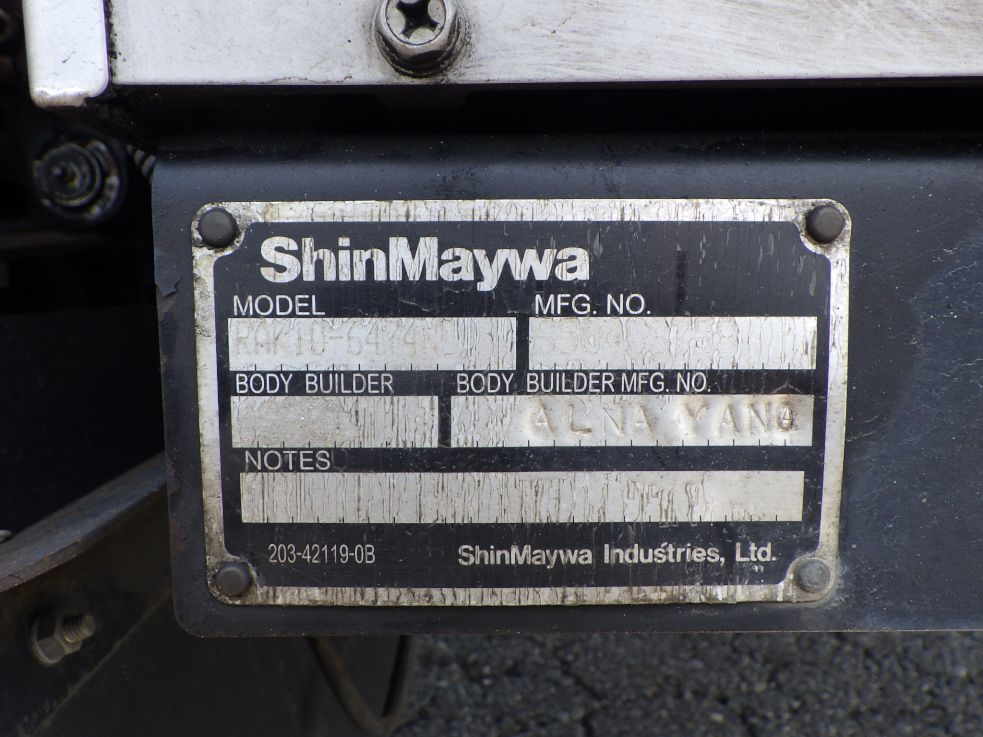 ShinMaywa
MODEL MFG. NO.
BODY BUILDER BODY BUILDER MFG. NO.
ALNA YANO
NOTES
203-42119-0B ShinMaywa Industries, Ltd.